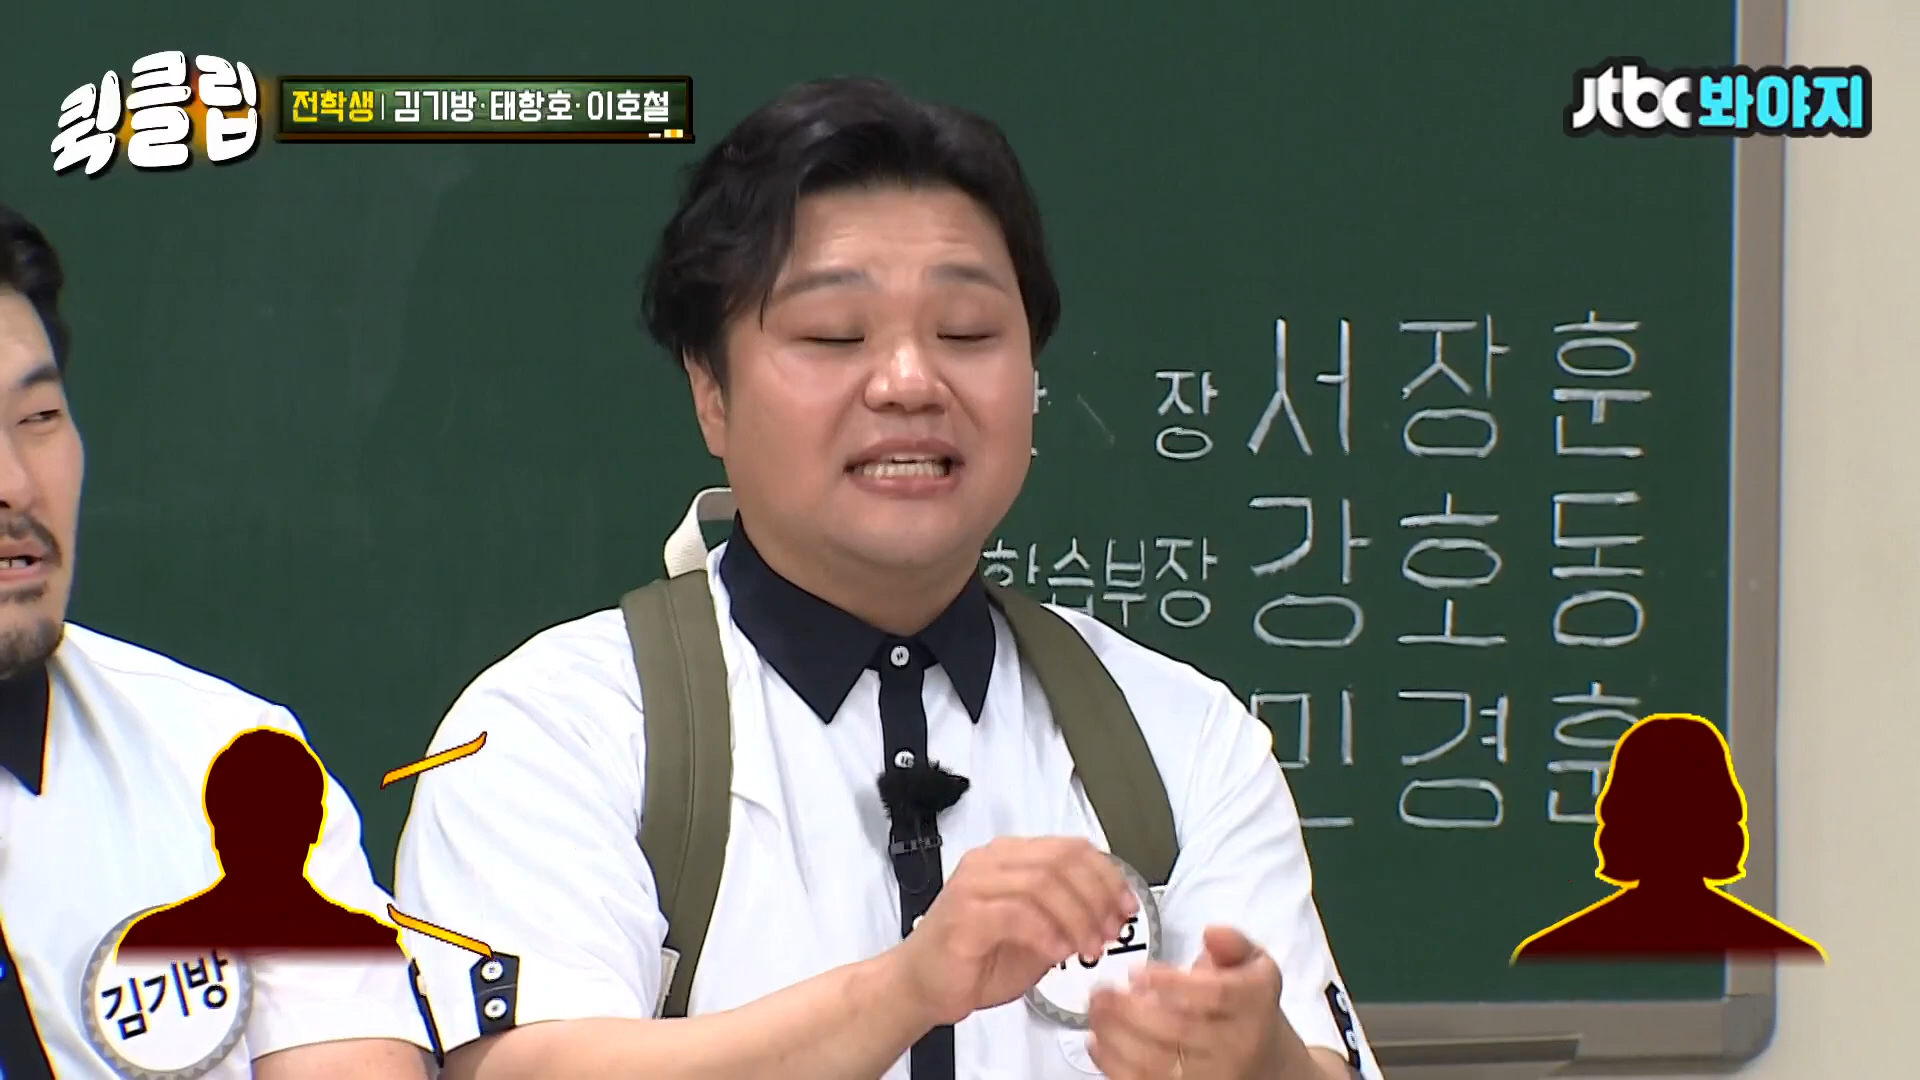 퀵클립
전학생 | 김기방·태항호·이호철
jtbc 봐야지
장 서장훈
학습부장 강호동
민경훈
김기방
호